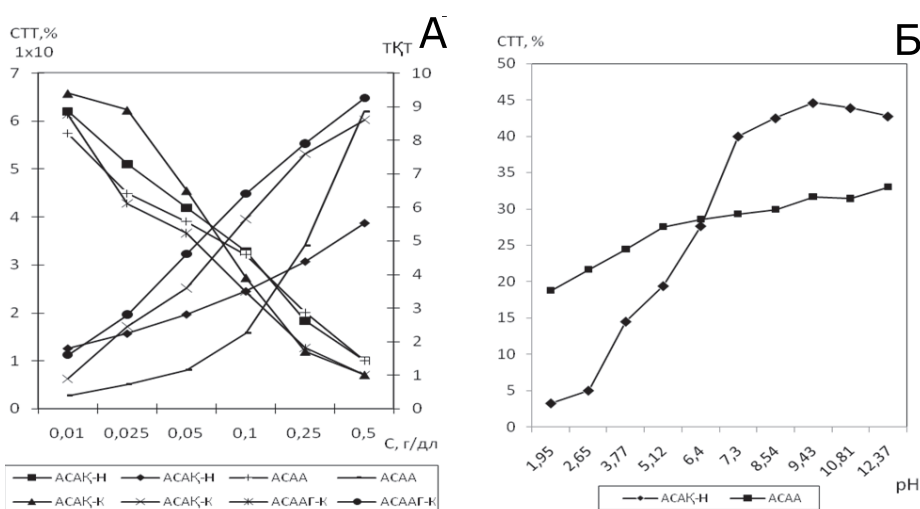 СТТ,%
1х10
ТҚТ
А
7
6
5
4
3
2
1
0
10
9
8
7
6
5
4
3
2
1
0
0,01 0,025 0,05 0,1 0,25 0,5
С, г/дл
АСАҚ-Н АСАҚ-Н АСАА АСАА
АСАҚ-К АСАҚ-К АСААГ-К АСААГ-К
СТТ, %
Б
50
45
40
35
30
25
20
15
10
5
0
1,95 2,65 3,77 5,12 6,4 7,3 8,54 9,43 10,81 12,37
рН
АСАҚ-Н АСАА